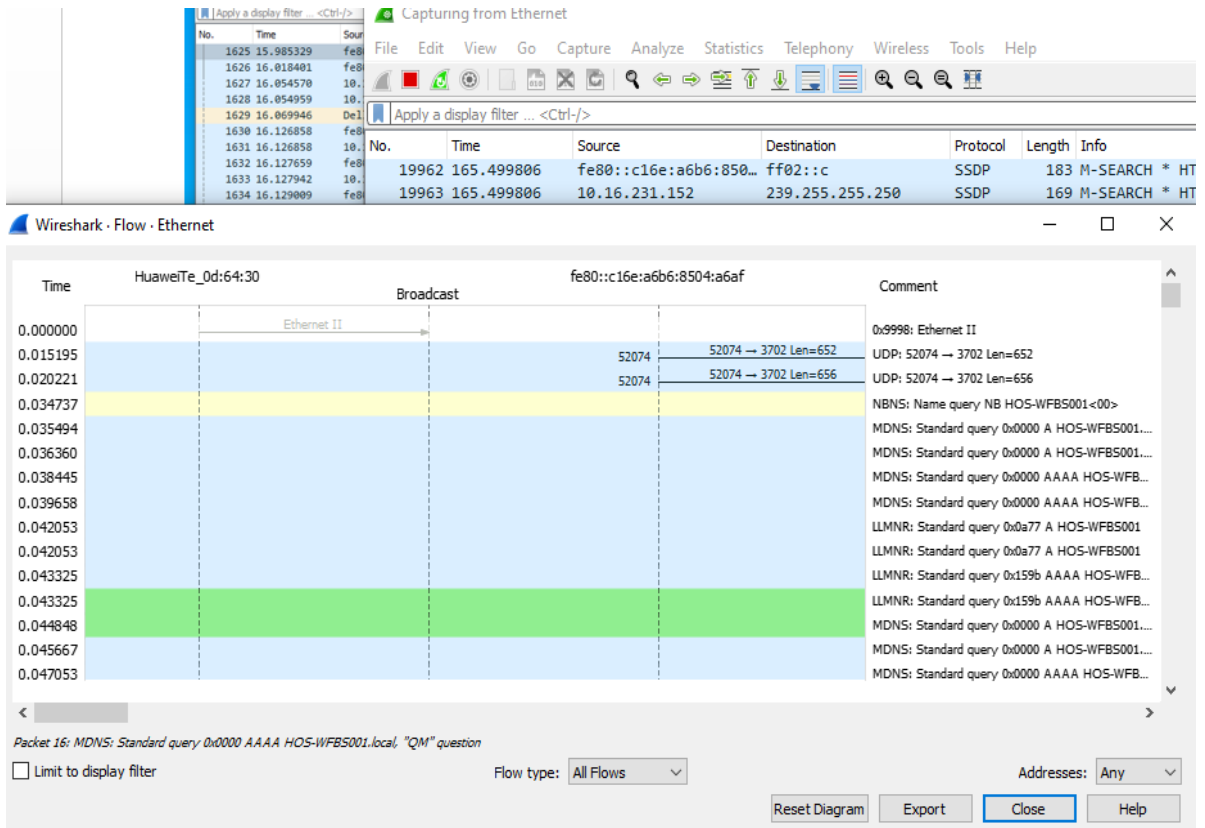 Apply a display filter ... <Ctrl-/>
No. Time Sour
1625 15.985329 fe8
1626 16.018401 fe8
1627 16.054570 10.
1628 16.054959 10.
1629 16.069946 Del
1630 16.126858 fe8
1631 16.126858 10.
1632 16.127659 fe8
1633 16.127942 10.
1634 16.129009 fe8
Capturing from Ethernet
File Edit View Go Capture Analyze Statistics Telephony Wireless Tools Help
Apply a display filter ... <Ctrl-/>
No. Time Source Destination Protocol Length Info
19962 165.499806 fe80::c16e:a6b6:850… ff02::c SSDP 183 M-SEARCH * HT
19963 165.499806 10.16.231.152 239.255.255.250 SSDP 169 M-SEARCH * HT
Wireshark · Flow · Ethernet
Time HuaweiTe_0d:64:30 Broadcast fe80::c16e:a6b6:8504:a6af Comment
0.000000 Ethernet II 0x9998: Ethernet II
0.015195 52074 52074 → 3702 Len=652 UDP: 52074 → 3702 Len=652
0.020221 52074 52074 → 3702 Len=656 UDP: 52074 → 3702 Len=656
0.034737 NBNS: Name query NB HOS-WFBS001<00>
0.035494 MDNS: Standard query 0x0000 A HOS-WFBS001....
0.036360 MDNS: Standard query 0x0000 A HOS-WFBS001....
0.038445 MDNS: Standard query 0x0000 AAAA HOS-WFB...
0.039658 MDNS: Standard query 0x0000 AAAA HOS-WFB...
0.042053 LLMNR: Standard query 0x0a77 A HOS-WFBS001
0.042053 LLMNR: Standard query 0x0a77 A HOS-WFBS001
0.043325 LLMNR: Standard query 0x159b AAAA HOS-WFB...
0.043325 LLMNR: Standard query 0x159b AAAA HOS-WFB...
0.044848 MDNS: Standard query 0x0000 A HOS-WFBS001....
0.045667 MDNS: Standard query 0x0000 A HOS-WFBS001....
0.047053 MDNS: Standard query 0x0000 AAAA HOS-WFB...
Packet 16: MDNS: Standard query 0x0000 AAAA HOS-WFBS001.local, "QM" question
Limit to display filter Flow type: All Flows Addresses: Any
Reset Diagram Export Close Help